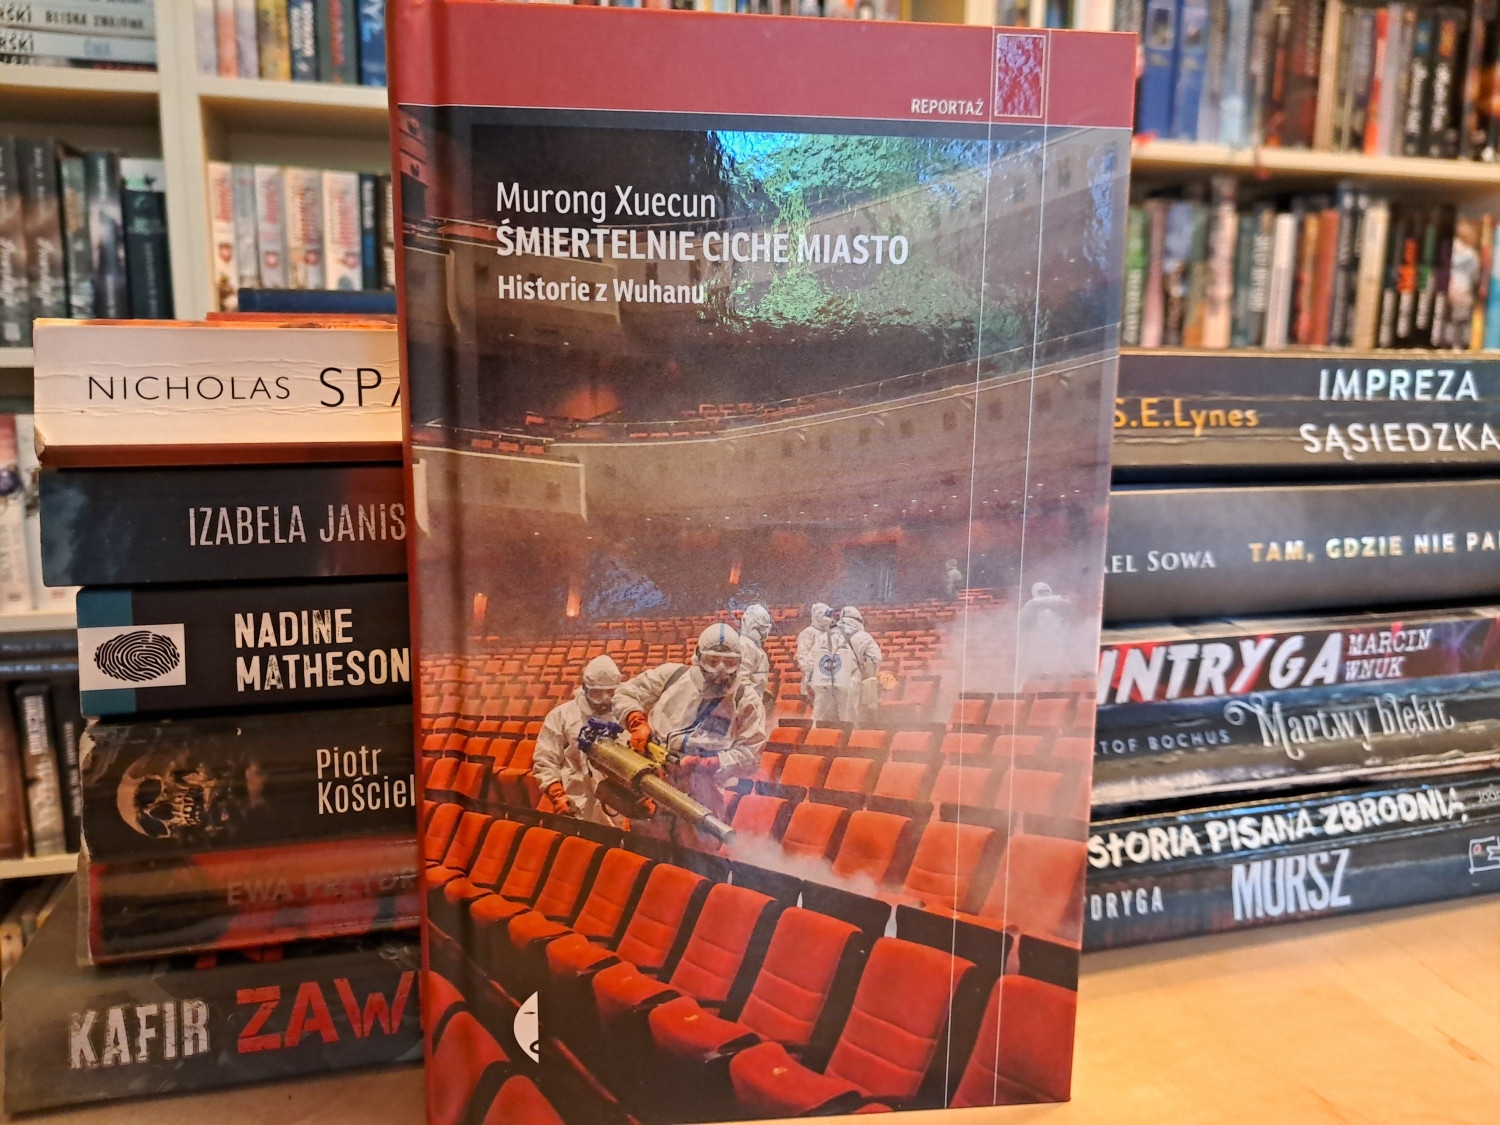 REPORTAŻ
Murong Xuecun
ŚMIERTELNIE CICHE MIASTO
Historie z Wuhanu
NICHOLAS SPA
IZABELA JANIS
NADINE
MATHESON
Piotr
Kościel
KAFIR ZAW
IMPREZA
S.E.Lynes
SĄSIEDZKA
EL SOWA TAM, GDZIE NIE PA
INTRYGA MARCIN
WNUK
TOF BOCHUS Martwy błękit
STORIA PISANA ZBRODNIĄ
DRYGA MURSZ